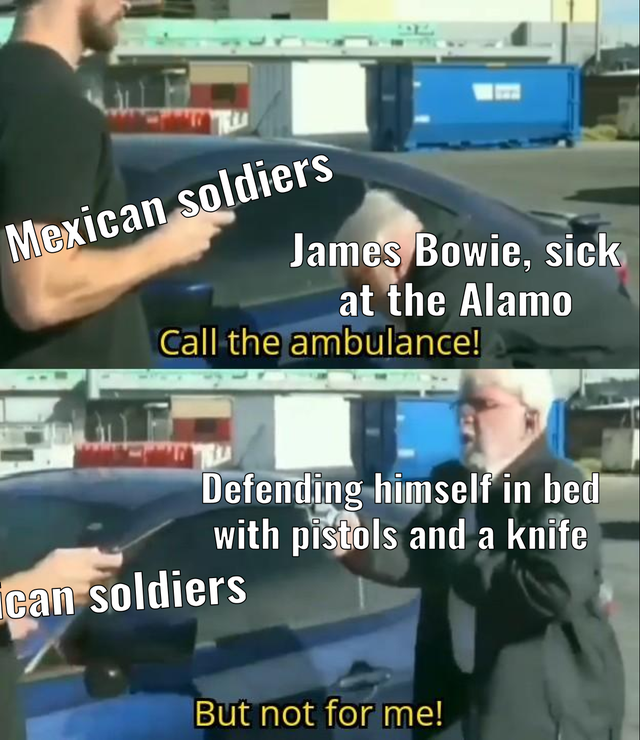 Mexican soldiers
James Bowie, sick
at the Alamo
Call the ambulance!
Defending himself in bed
with pistols and a knife
ican soldiers
But not for me!